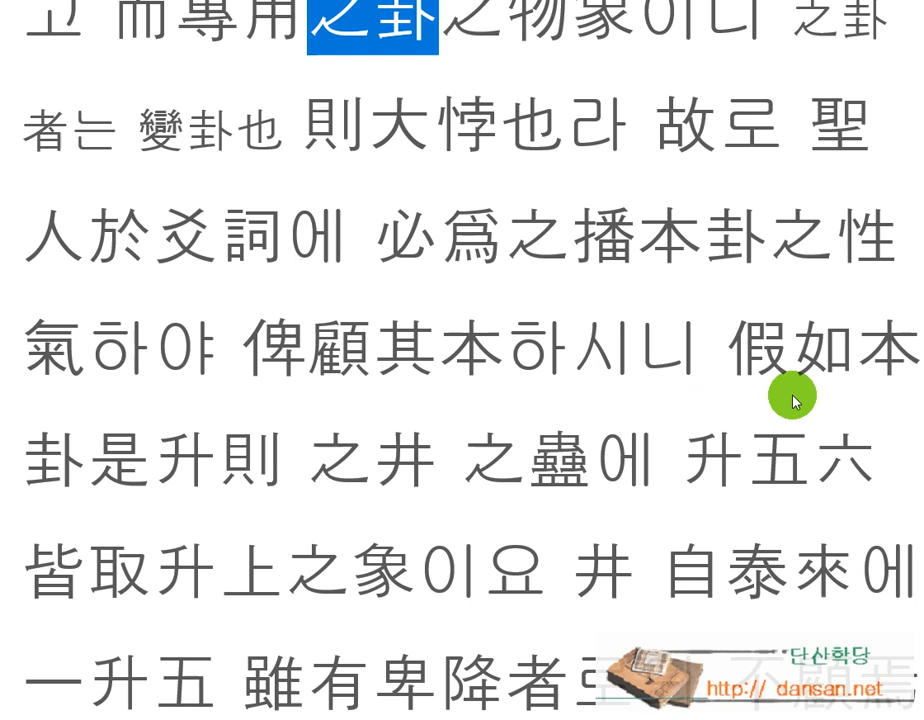 고 而專用之卦之物象이니 之卦
者는 變卦也 則大悖也라 故로 聖
人於爻詞에 必爲之播本卦之性
氣하야 俾顧其本하시니 假如本
卦是升則 之井 之蠱에 升五六
皆取升上之象이요 井 自泰來에
一升五 雖有卑降者 不顧焉
단산학당
http:// dansan.net